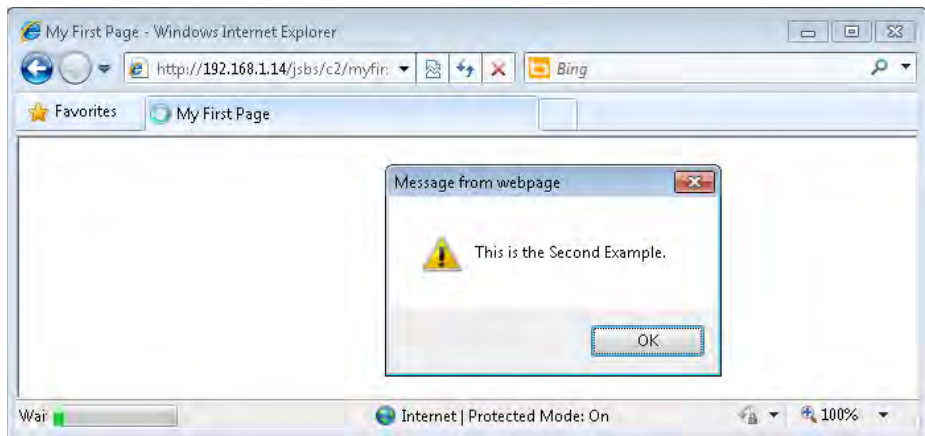 My First Page - Windows Internet Explorer
http://192.168.1.14/jsbs/c2/myfir:
Bing
Favorites
My First Page
Message from webpage
This is the Second Example.
OK
Wai
Internet | Protected Mode: On
100%